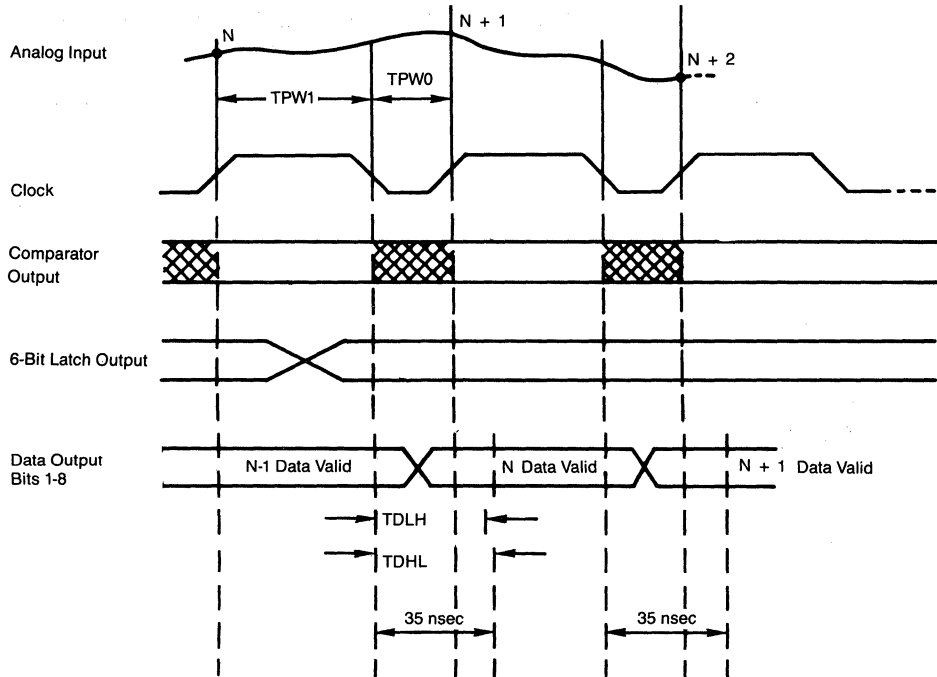 Analog Input
N
N + 1
N + 2
TPW1
TPW0
Clock
Comparator
Output
6-Bit Latch Output
Data Output
Bits 1-8
N-1 Data Valid
N Data Valid
N + 1 Data Valid
TDLH
TDHL
35 nsec
35 nsec